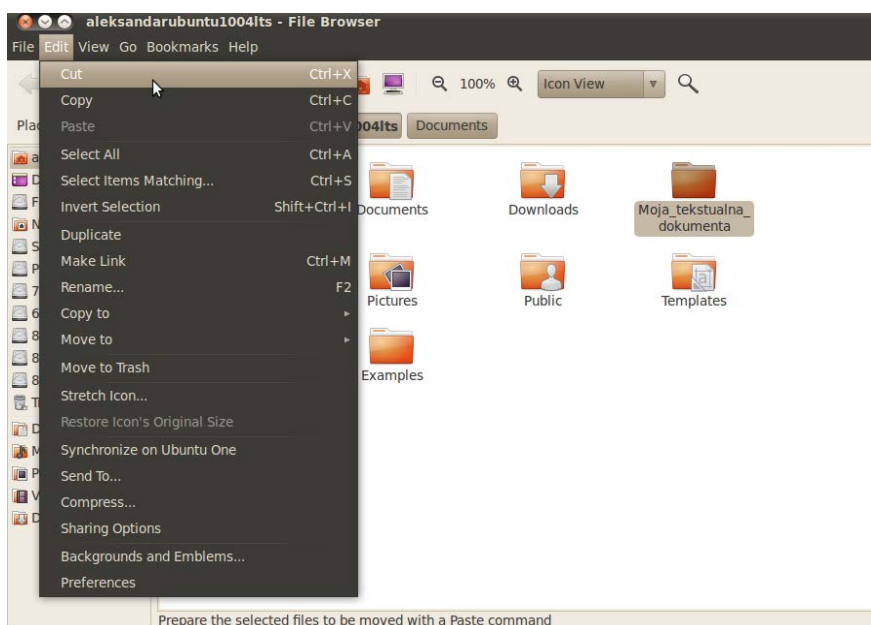 aleksandarubuntu1004lts - File Browser
File Edit View Go Bookmarks Help
Cut Ctrl+X
100% Icon View
Copy Ctrl+C
Paste Ctrl+V
004lts Documents
Select All Ctrl+A
Select Items Matching... Ctrl+S
Invert Selection Shift+Ctrl+I
Documents Downloads Moja_tekstualna_
dokumenta
Duplicate
Make Link Ctrl+M
Rename... F2
Pictures Public Templates
Copy to
Move to
Move to Trash
Examples
Stretch Icon...
Restore Icon's Original Size
Synchronize on Ubuntu One
Send To...
Compress...
Sharing Options
Backgrounds and Emblems...
Preferences
Prepare the selected files to be moved with a Paste command